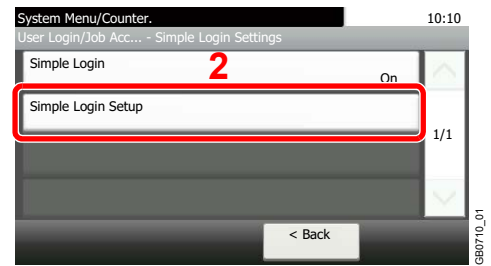 System Menu/Counter.
10:10
User Login/Job Acc... - Simple Login Settings
Simple Login
2
On
Simple Login Setup
1/1
< Back
GB0710_01